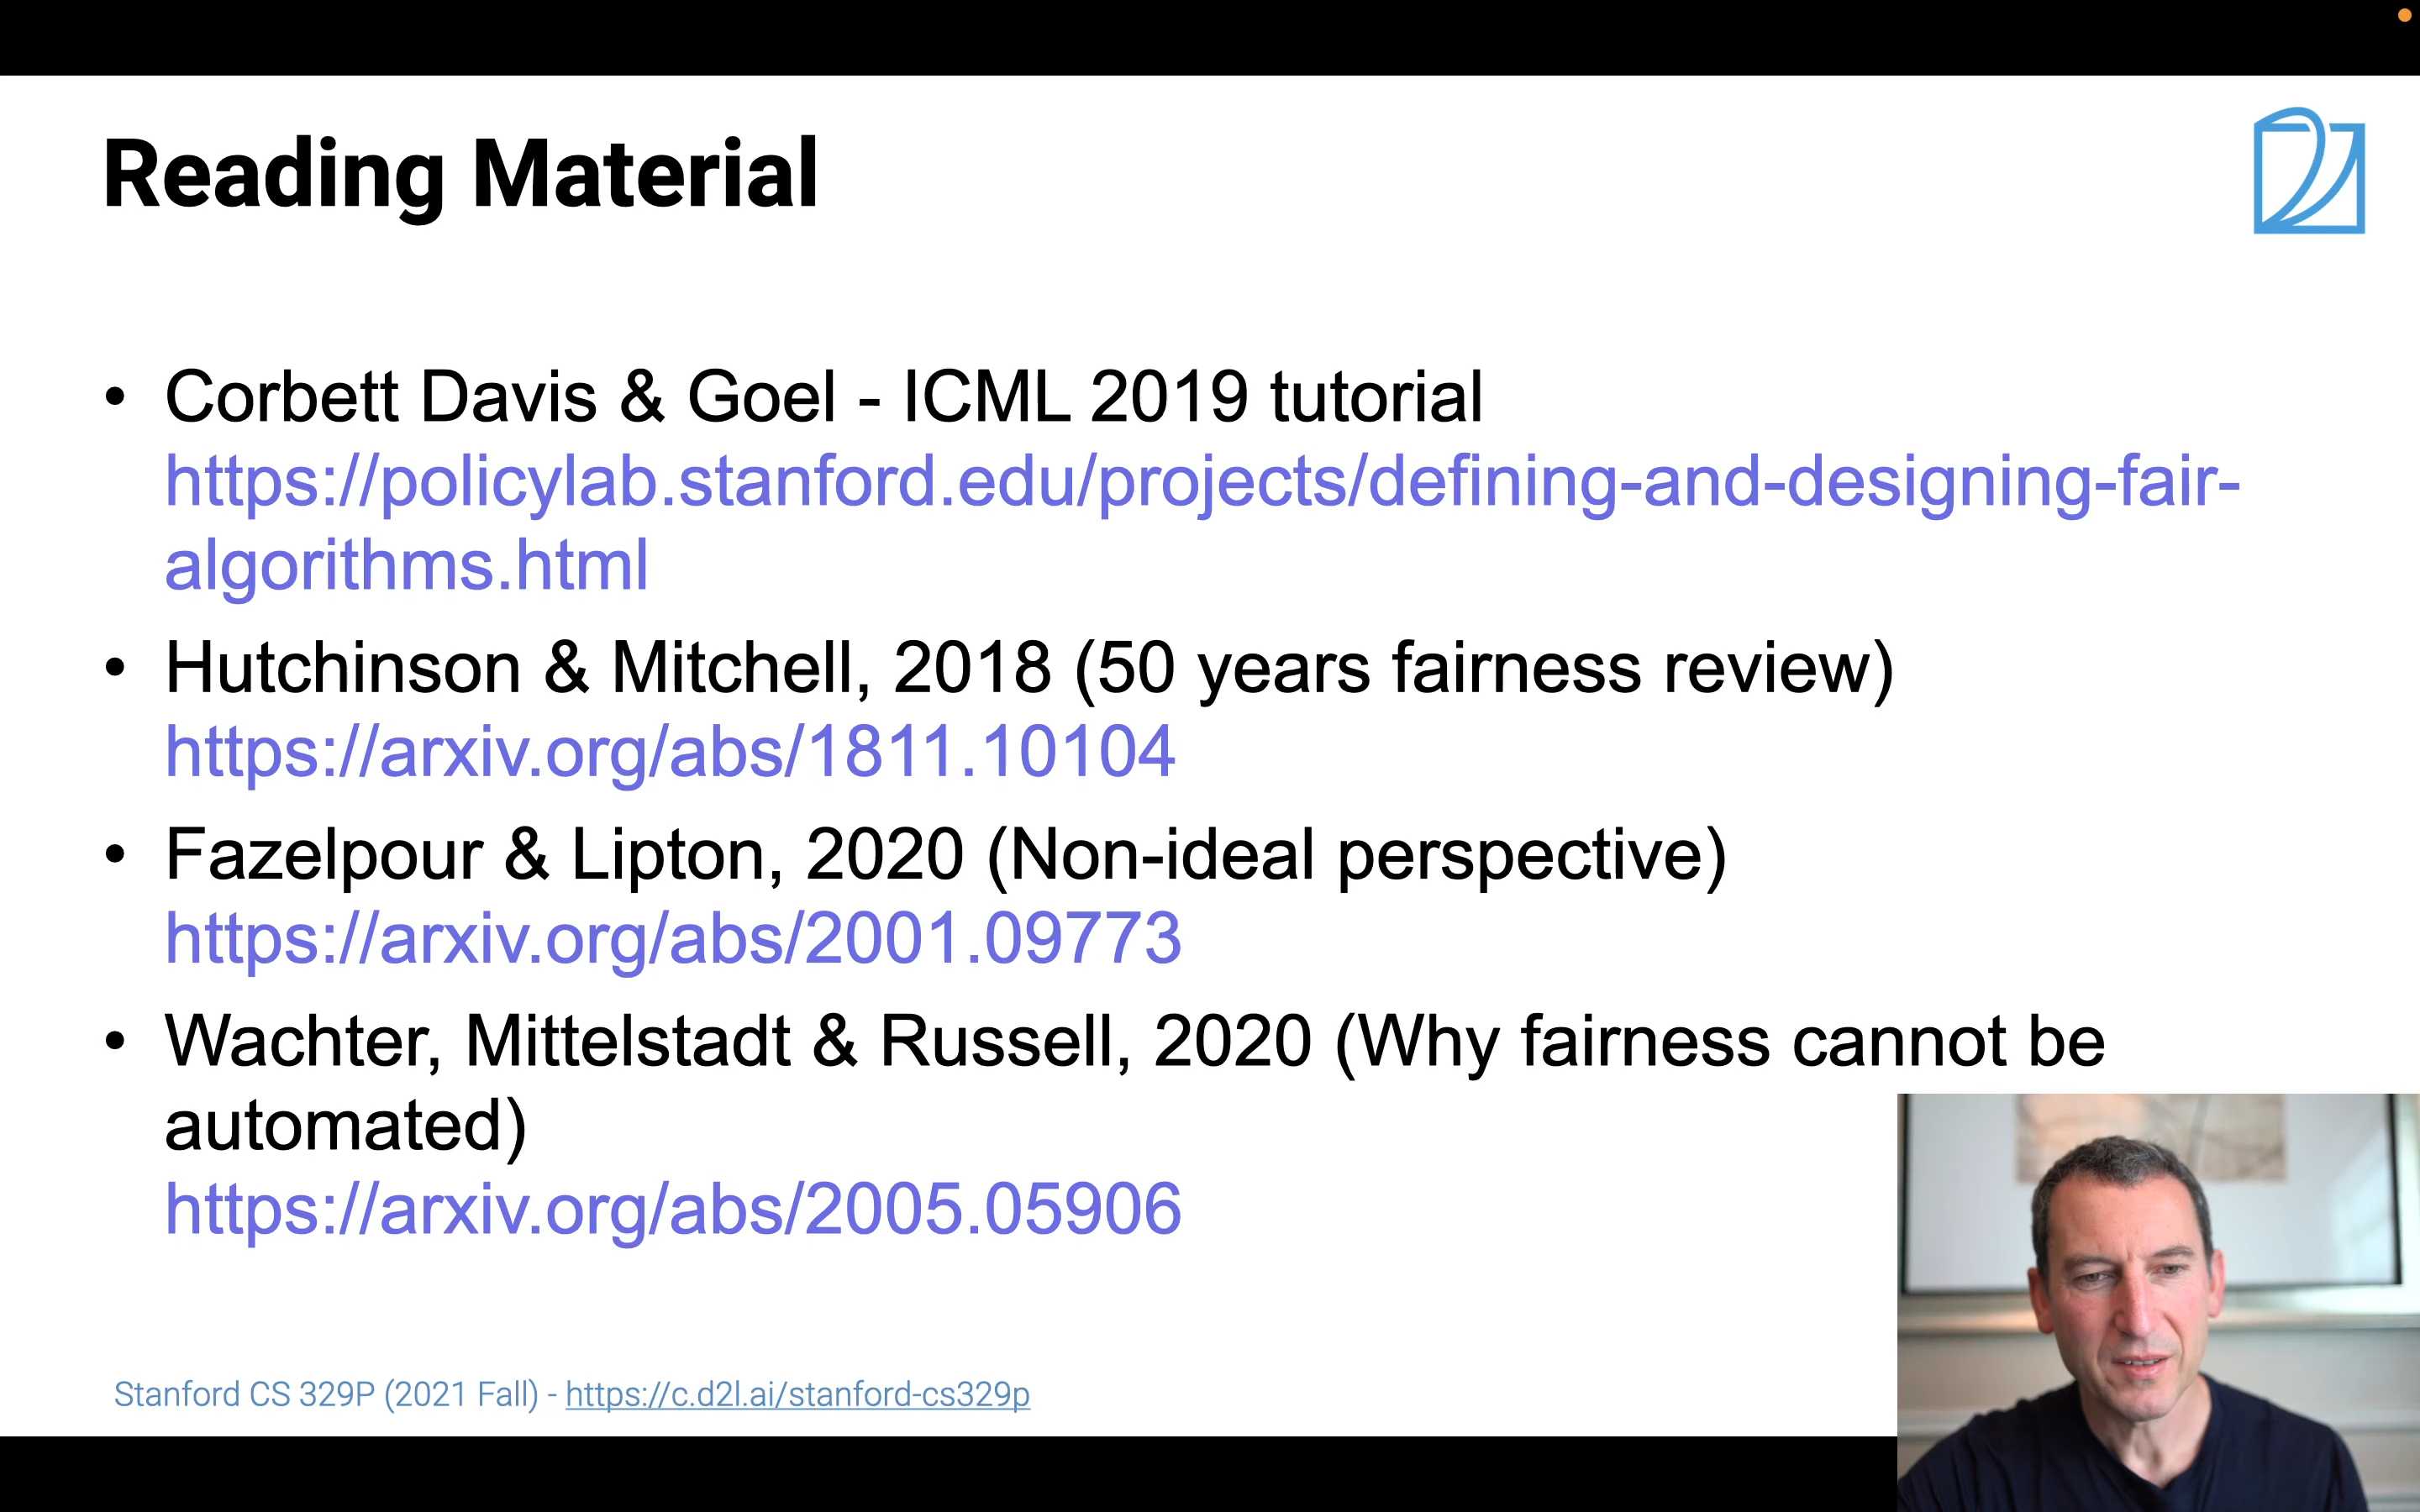 Reading Material
• Corbett Davis & Goel - ICML 2019 tutorial
https://policylab.stanford.edu/projects/defining-and-designing-fair-
algorithms.html
• Hutchinson & Mitchell, 2018 (50 years fairness review)
https://arxiv.org/abs/1811.10104
• Fazelpour & Lipton, 2020 (Non-ideal perspective)
https://arxiv.org/abs/2001.09773
• Wachter, Mittelstadt & Russell, 2020 (Why fairness cannot be
automated)
https://arxiv.org/abs/2005.05906
Stanford CS 329P (2021 Fall) - https://c.d2l.ai/stanford-cs329p